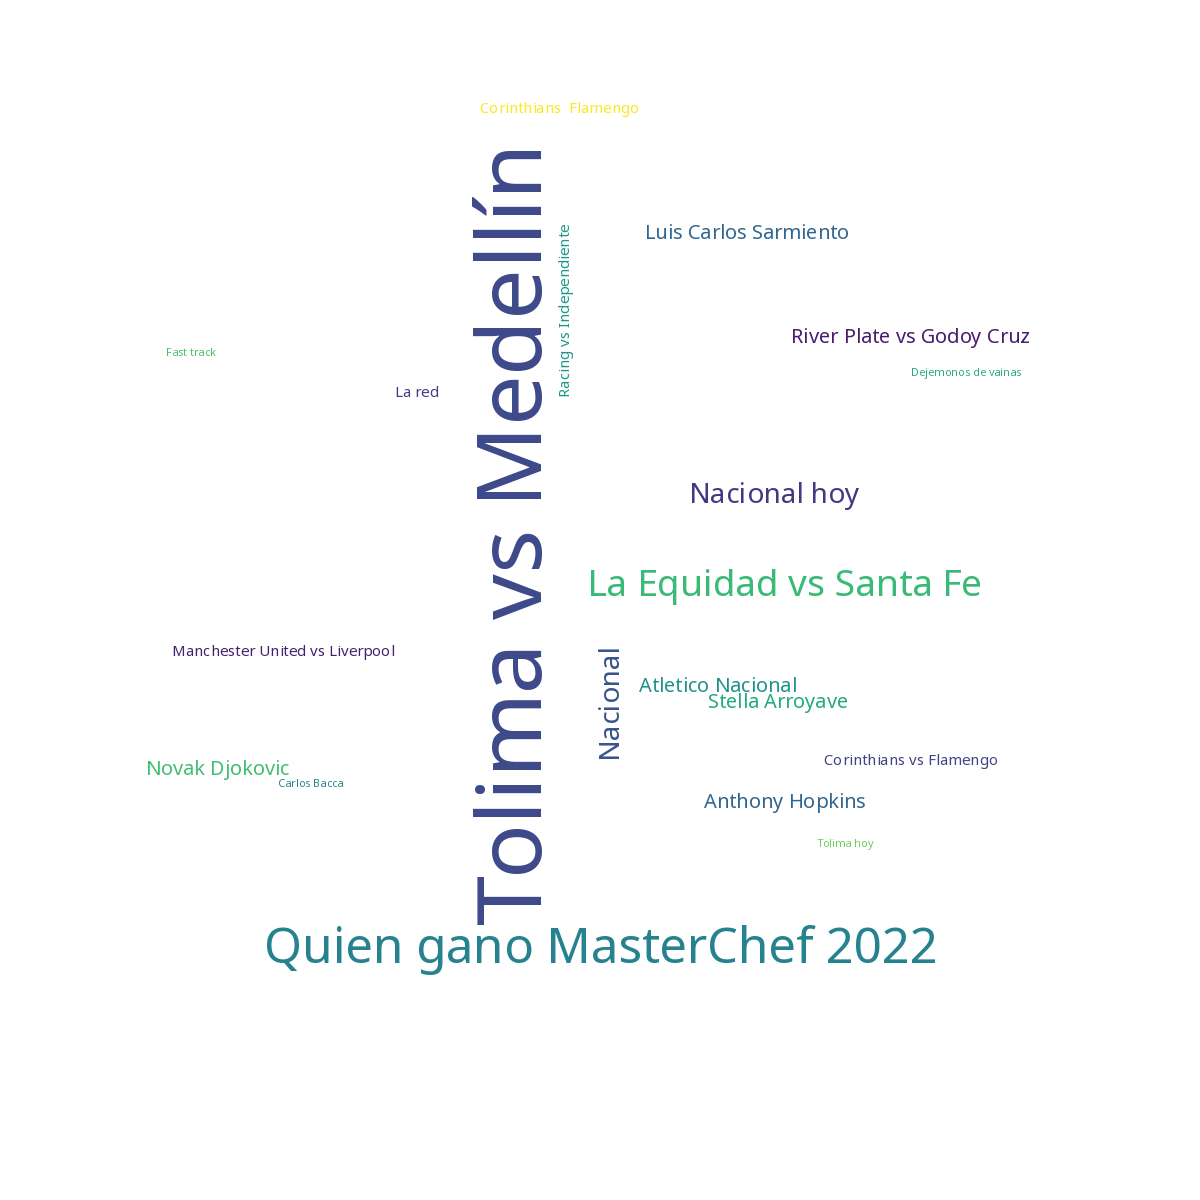 Corinthians  Flamengo
Tolima vs Medellín
Racing vs Independiente
Luis Carlos Sarmiento
River Plate vs Godoy Cruz
Fast track
Dejemonos de vainas
La red
Nacional hoy
La Equidad vs Santa Fe
Manchester United vs Liverpool
Nacional
Atletico Nacional
Stella Arroyave
Corinthians vs Flamengo
Novak Djokovic
Carlos Bacca
Anthony Hopkins
Tolima hoy
Quien gano MasterChef 2022